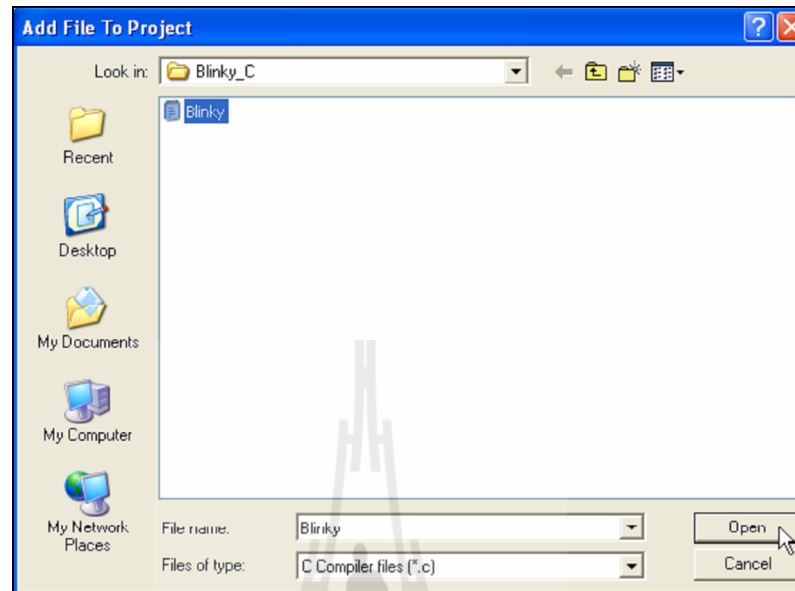 Add File To Project
Look in: Blinky_C
Blinky
Recent
Desktop
My Documents
My Computer
My Network
Places
File name: Blinky
Open
Files of type: C Compiler files (*.c)
Cancel